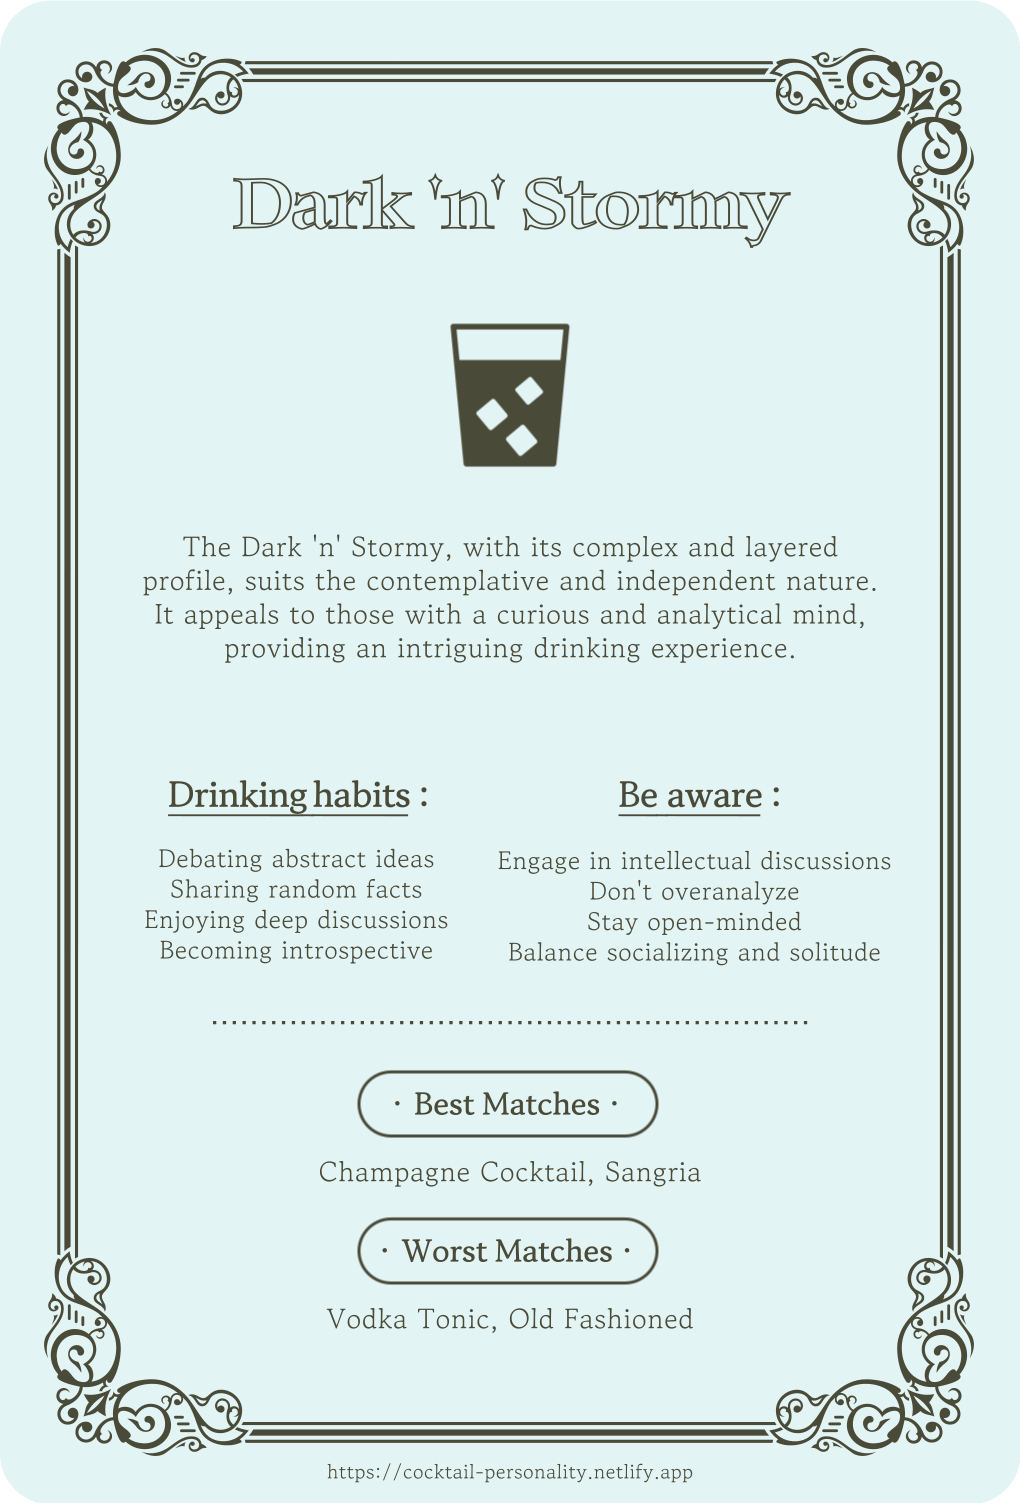 Dark 'n' Stormy
The Dark 'n' Stormy, with its complex and layered
profile, suits the contemplative and independent nature.
It appeals to those with a curious and analytical mind,
providing an intriguing drinking experience.
Drinking habits :
Debating abstract ideas
Sharing random facts
Enjoying deep discussions
Becoming introspective
Be aware :
Engage in intellectual discussions
Don't overanalyze
Stay open-minded
Balance socializing and solitude
· Best Matches ·
Champagne Cocktail, Sangria
· Worst Matches ·
Vodka Tonic, Old Fashioned
https://cocktail-personality.netlify.app